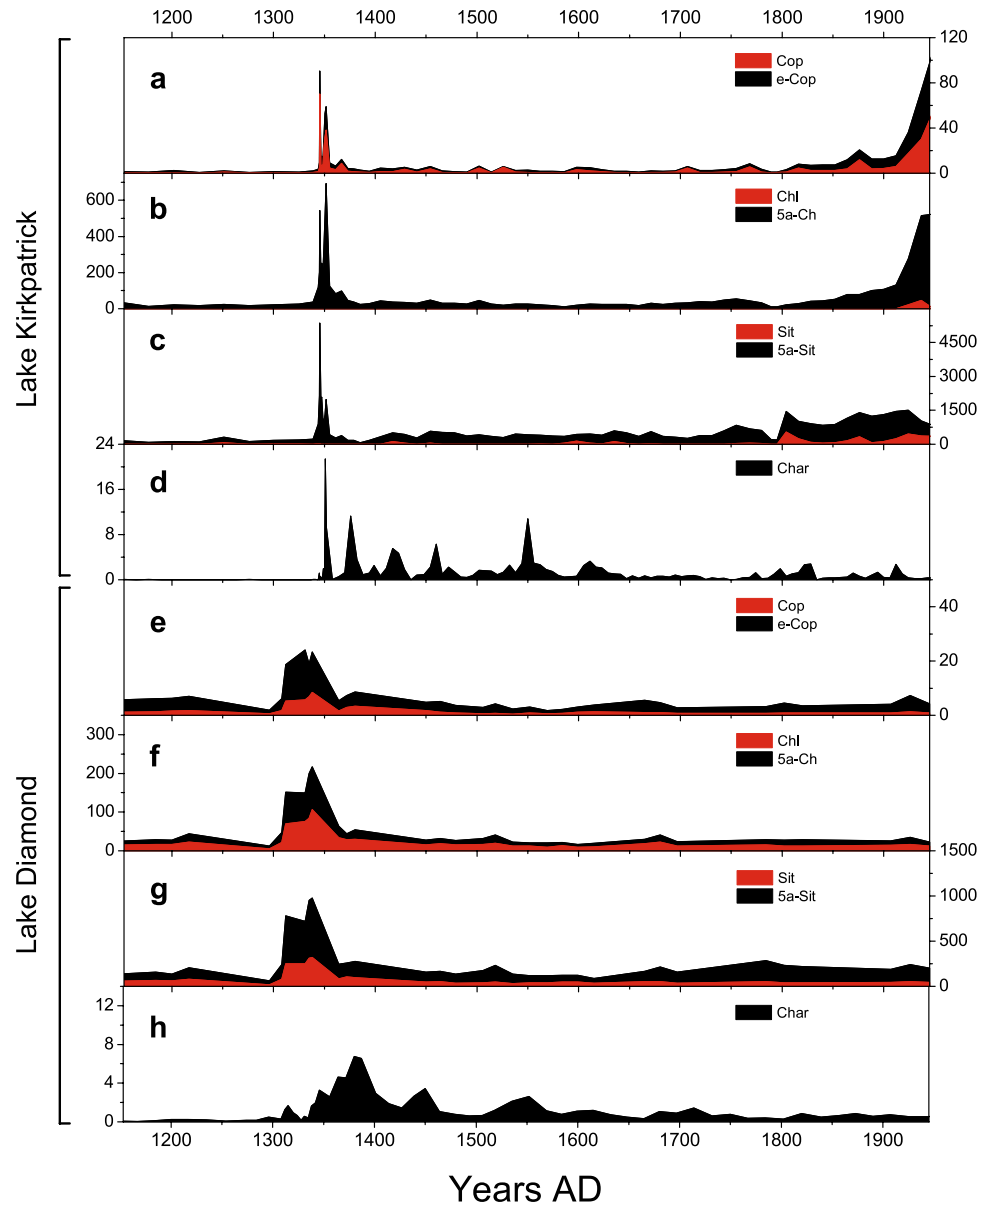 1200 1300 1400 1500 1600 1700 1800 1900
Lake Kirkpatrick
a
Cop
e-Cop
120
80
40
0
b
Chl
5a-Ch
600
400
200
0
c
Sit
5a-Sit
4500
3000
1500
0
d
Char
24
16
8
0
Lake Diamond
e
Cop
e-Cop
40
20
0
f
Chl
5a-Ch
300
200
100
0
g
Sit
5a-Sit
1500
1000
500
0
h
Char
12
8
4
0
1200 1300 1400 1500 1600 1700 1800 1900
Years AD